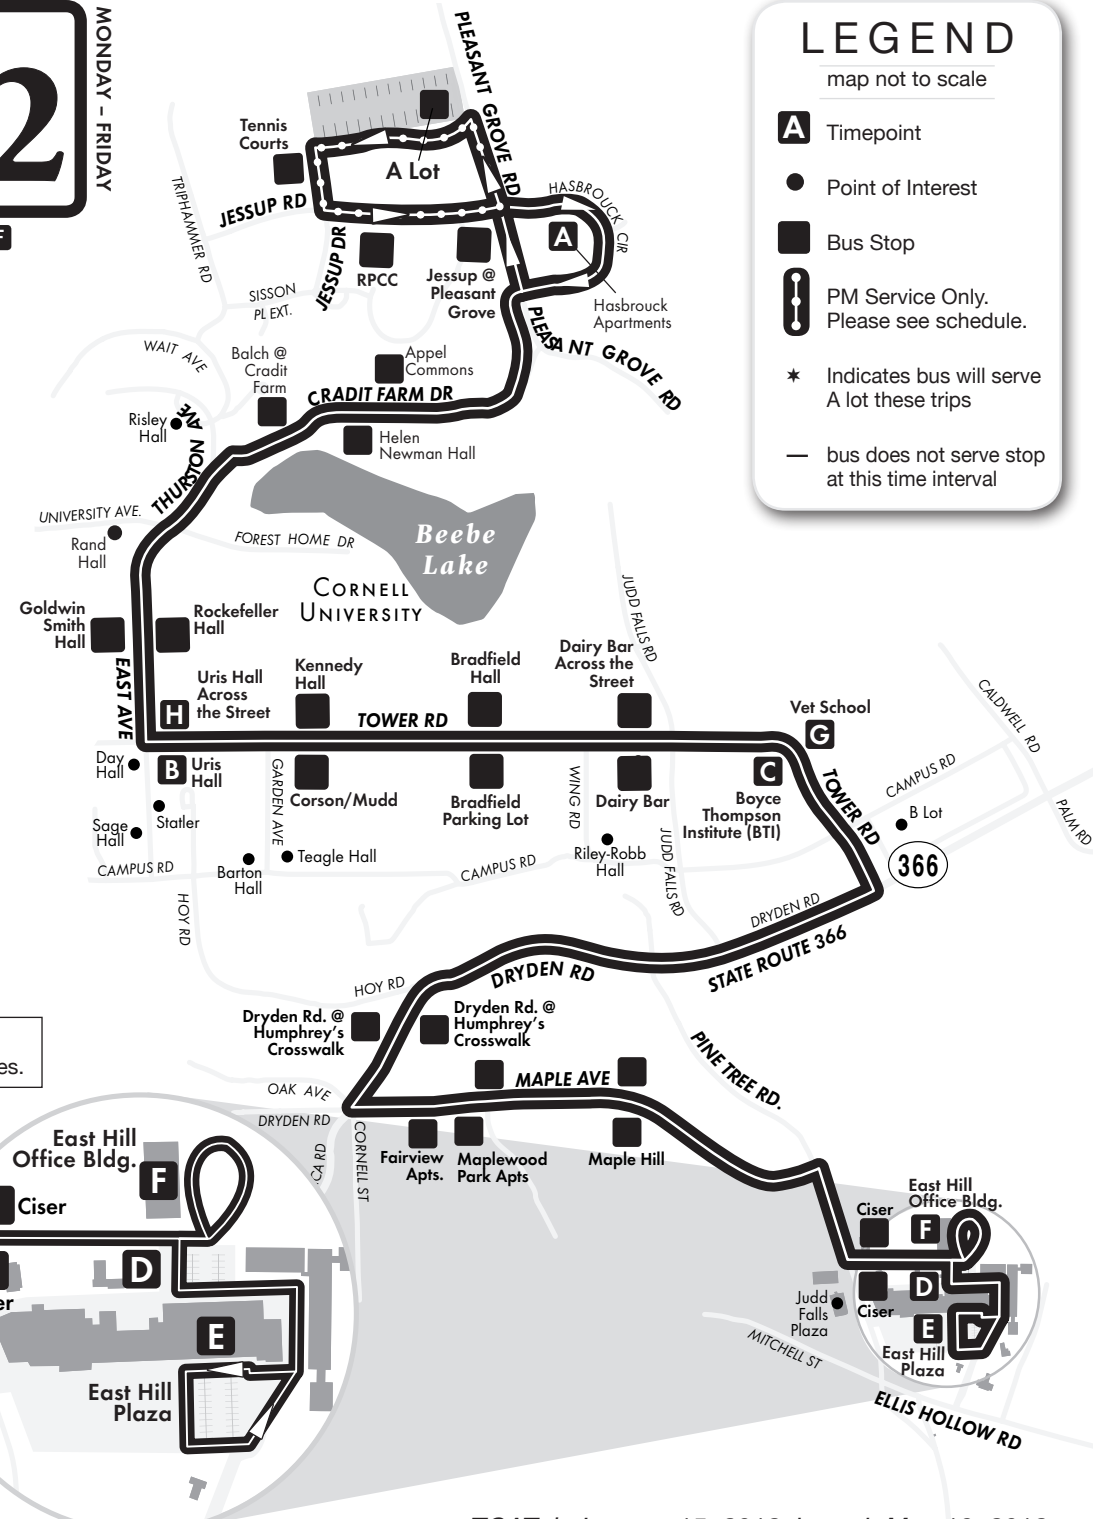 2
MONDAY – FRIDAY
LEGEND
map not to scale
A Timepoint
Point of Interest
Bus Stop
PM Service Only.
Please see schedule.
Indicates bus will serve
A lot these trips
bus does not serve stop
at this time interval
PLEASANT GROVE RD
Tennis
Courts
A Lot
JESSUP RD
TRIPHAMMER RD
HASBROUCK CIR
A
JESSUP DR
RPCC
Jessup @
Pleasant
Grove
Hasbrouck
Apartments
SISSON
PL EXT.
PLEASANT GROVE RD
WAIT AVE
Balch @
Cradit
Farm
Appel
Commons
CRADIT FARM DR
Risley
Hall
THURSTON AVE
Helen
Newman Hall
UNIVERSITY AVE.
Rand
Hall
FOREST HOME DR
Beebe
Lake
CORNELL
UNIVERSITY
JUDD FALLS RD
Goldwin
Smith
Hall
Rockefeller
Hall
EAST AVE
H
Uris Hall
Across
the Street
Kennedy
Hall
TOWER RD
Bradfield
Hall
Dairy Bar
Across the
Street
Vet School
G
CALDWELL RD
Day
Hall
B
Uris
Hall
GARDEN AVE
Corson/Mudd
Bradfield
Parking Lot
WING RD
Dairy Bar
C
Boyce
Thompson
Institute (BTI)
TOWER RD
CAMPUS RD
B Lot
PALM RD
Statler
Sage
Hall
CAMPUS RD
Barton
Hall
Teagle Hall
CAMPUS RD
Riley-Robb
Hall
JUDD FALLS RD
366
HOY RD
DRYDEN RD
STATE ROUTE 366
DRYDEN RD
HOY RD
Dryden Rd. @
Humphrey's
Crosswalk
Dryden Rd. @
Humphrey's
Crosswalk
es.
PINE TREE RD.
OAK AVE
MAPLE AVE
DRYDEN RD
CA RD
CORNELL ST
Fairview
Apts.
Maplewood
Park Apts
Maple Hill
East Hill
Office Bldg.
F
Ciser
D
er
E
East Hill
Plaza
East Hill
Office Bldg.
Ciser
F
D
Ciser
E
East Hill
Plaza
Judd
Falls
Plaza
MITCHELL ST
ELLIS HOLLOW RD